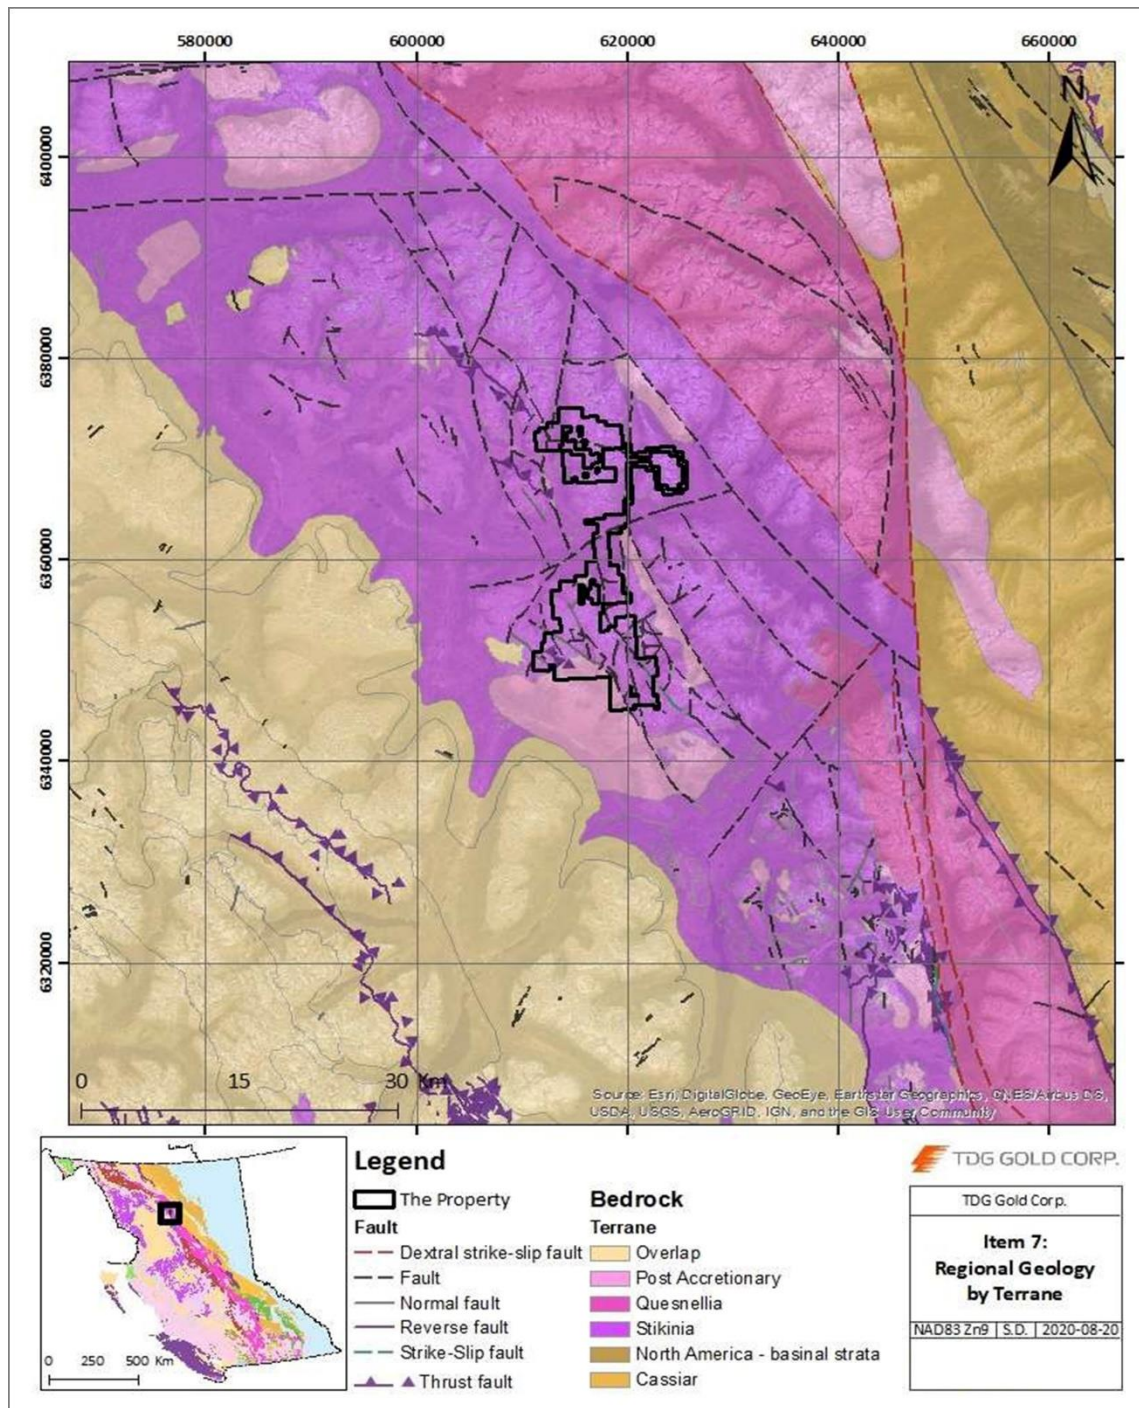 580000 600000 620000 640000 660000
6400000
6380000
6360000
6340000
6320000
N
0 15 30 Km
Source: Esri, DigitalGlobe, GeoEye, Earthstar Geographics, CNES/Airbus DS,
USDA, USGS, AeroGRID, IGN, and the GIS User Community
0 250 500 Km
Legend
The Property
Fault
Dextral strike-slip fault
Fault
Normal fault
Reverse fault
Strike-Slip fault
Thrust fault
Bedrock
Terrane
Overlap
Post Accretionary
Quesnellia
Stikinia
North America - basinal strata
Cassiar
TDG GOLD CORP.
TDG Gold Corp.
Item 7:
Regional Geology
by Terrane
NAD83 Zn9 S.D. 2020-08-20